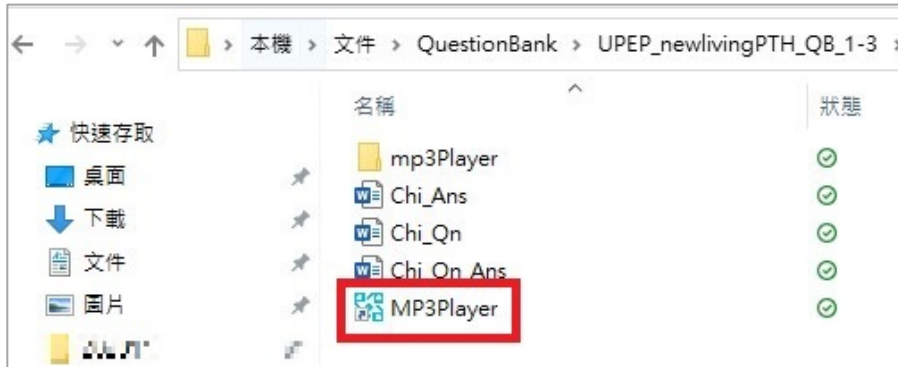 本機 > 文件 > QuestionBank > UPEP_newlivingPTH_QB_1-3 >
名稱 狀態
快速存取
桌面
下載
文件
圖片
mp3Player
Chi_Ans
Chi_Qn
Chi_Qn_Ans
MP3Player